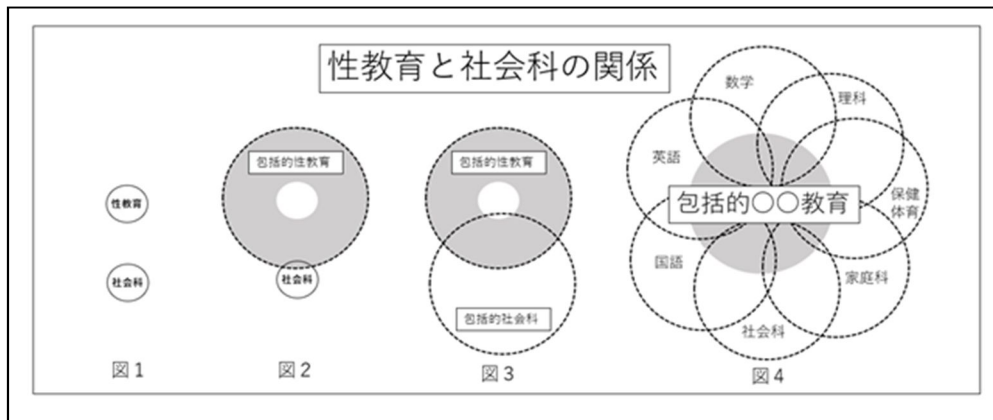 性教育と社会科の関係
性教育
社会科
図1
包括的性教育
社会科
図2
包括的性教育
包括的社会科
図3
数学
理科
英語
保健
体育
包括的〇〇教育
国語
家庭科
社会科
図4